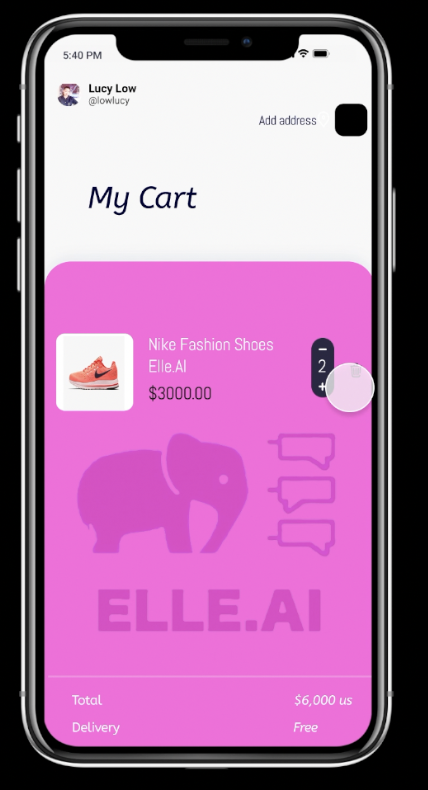 5:40 PM
Lucy Low
@lowlucy
Add address
My Cart
Nike Fashion Shoes
Elle.AI
$3000.00
−
2
+
ELLE.AI
Total $6,000 us
Delivery Free